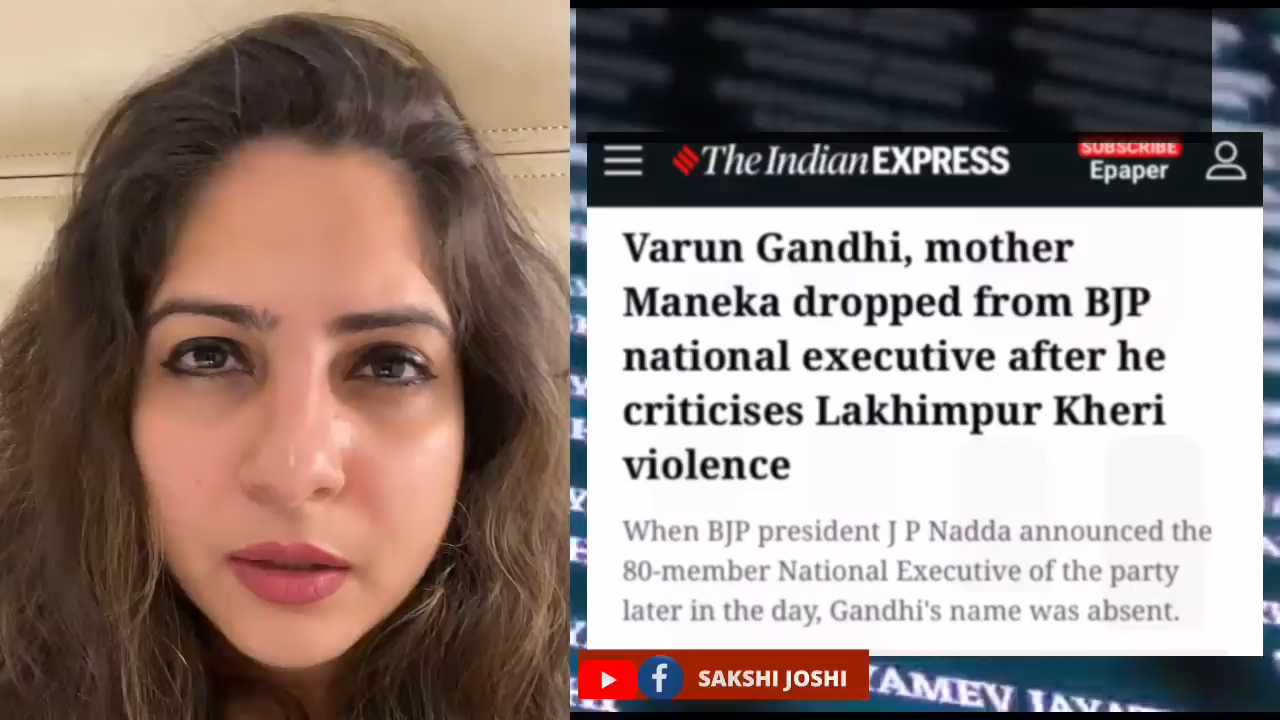 The Indian EXPRESS
SUBSCRIBE
Epaper
Varun Gandhi, mother
Maneka dropped from BJP
national executive after he
criticises Lakhimpur Kheri
violence
When BJP president J P Nadda announced the
80-member National Executive of the party
later in the day, Gandhi's name was absent.
SAKSHI JOSHI
YAMEV JAYAT